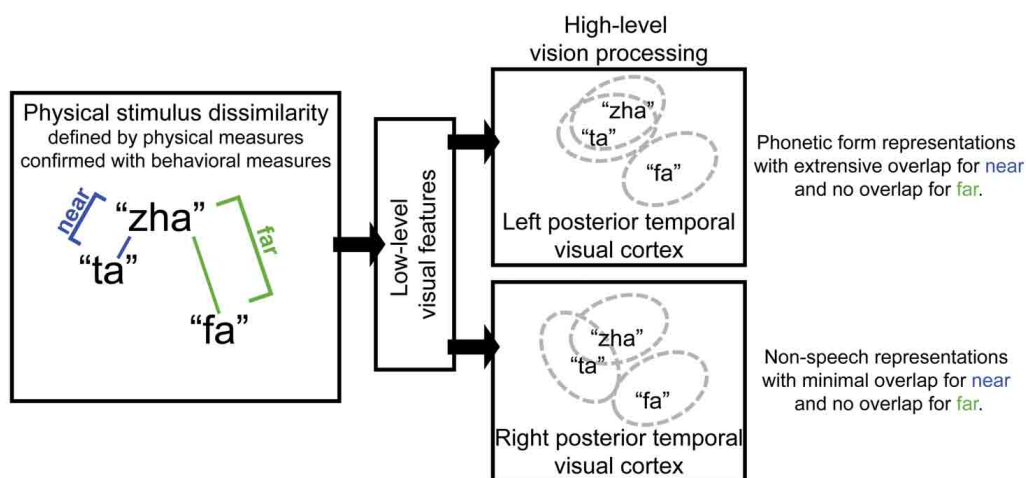 High-level
vision processing
Physical stimulus dissimilarity
defined by physical measures
confirmed with behavioral measures
near
“zha”
far
“ta”
“fa”
Low-level
visual features
“zha”
“ta”
“fa”
Left posterior temporal
visual cortex
Phonetic form representations
with extensive overlap for near
and no overlap for far.
“zha”
“ta”
“fa”
Right posterior temporal
visual cortex
Non-speech representations
with minimal overlap for near
and no overlap for far.